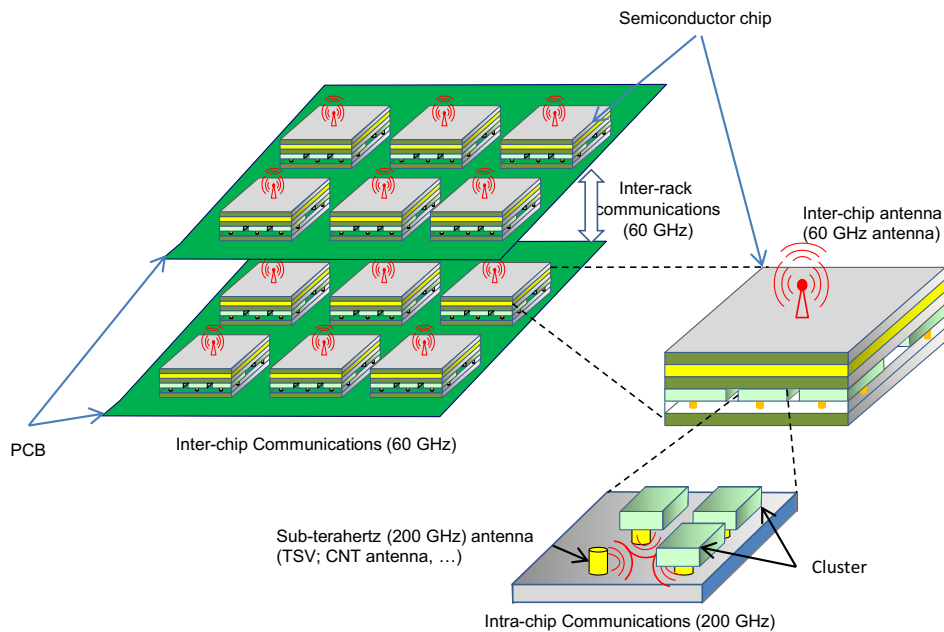 Semiconductor chip
Inter-rack
communications
(60 GHz)
Inter-chip antenna
(60 GHz antenna)
PCB
Inter-chip Communications (60 GHz)
Sub-terahertz (200 GHz) antenna
(TSV; CNT antenna, …)
Cluster
Intra-chip Communications (200 GHz)